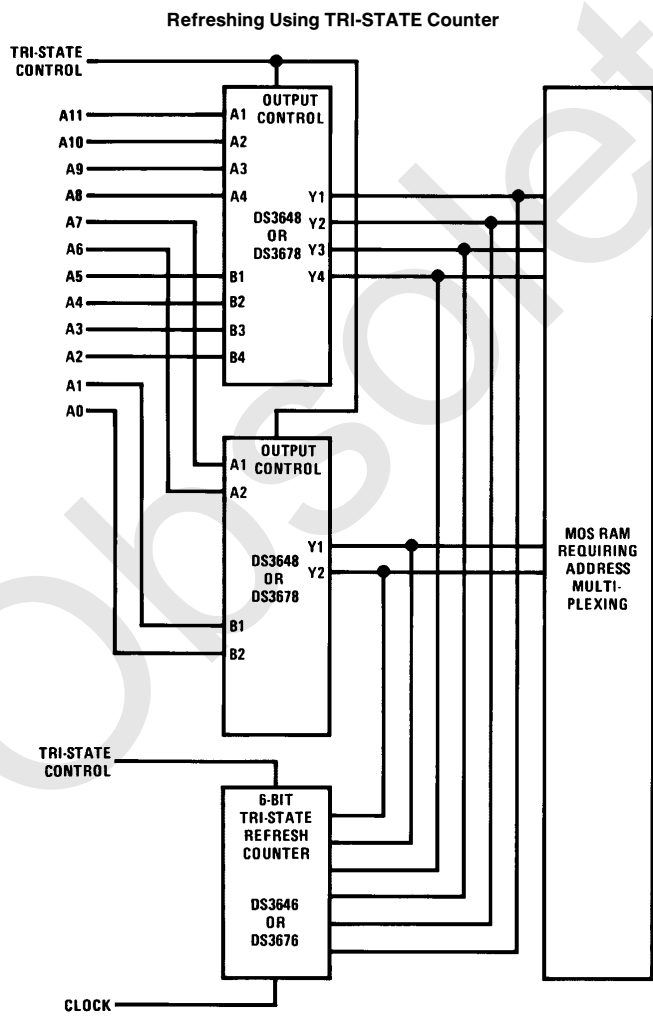 Refreshing Using TRI-STATE Counter
TRI-STATE
CONTROL
A11
A10
A9
A8
A7
A6
A5
A4
A3
A2
A1
A0
OUTPUT
CONTROL
A1
A2
A3
A4
B1
B2
B3
B4
DS3648
OR
DS3678
Y1
Y2
Y3
Y4
OUTPUT
CONTROL
A1
A2
B1
B2
DS3648
OR
DS3678
Y1
Y2
MOS RAM
REQUIRING
ADDRESS
MULTI-
PLEXING
TRI-STATE
CONTROL
6-BIT
TRI-STATE
REFRESH
COUNTER
DS3646
OR
DS3676
CLOCK
Obsolet